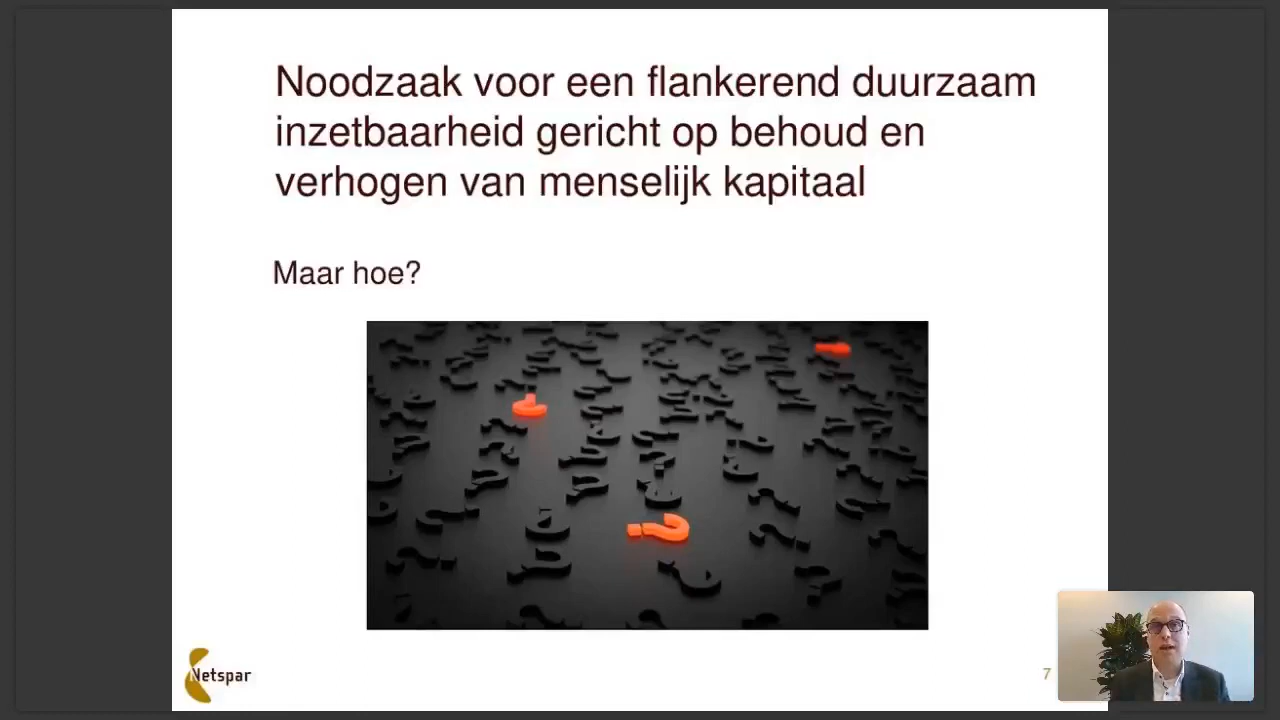 Noodzaak voor een flankerend duurzaam
inzetbaarheid gericht op behoud en
verhogen van menselijk kapitaal
Maar hoe?
Netspar
7